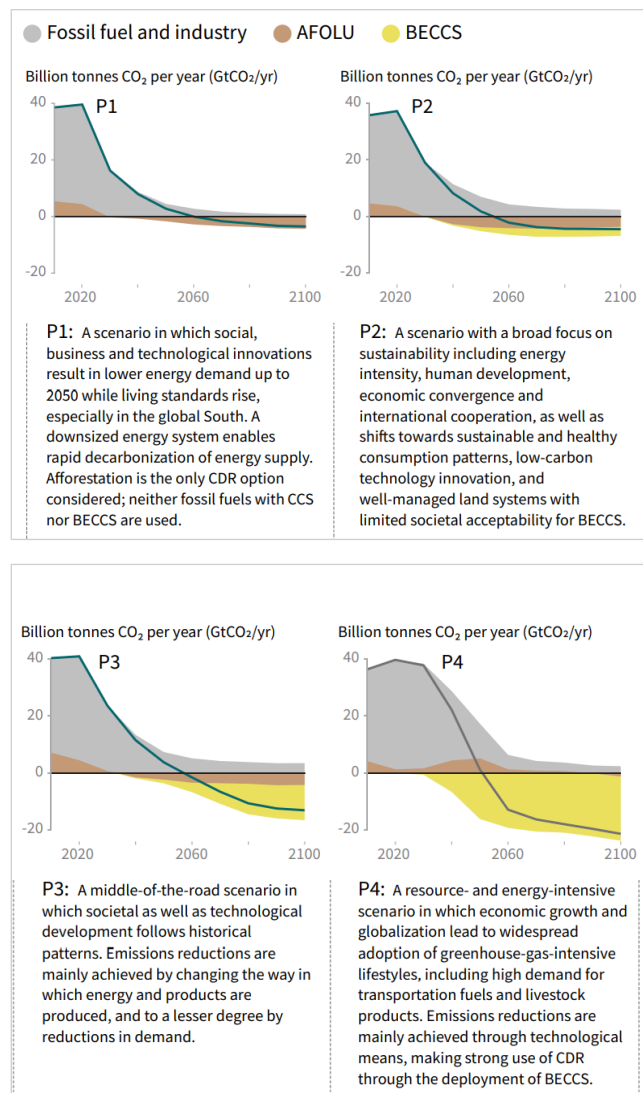 Fossil fuel and industry AFOLU BECCS
Billion tonnes CO₂ per year (GtCO₂/yr)
40
P1
20
0
-20
2020 2060 2100
Billion tonnes CO₂ per year (GtCO₂/yr)
40
P2
20
0
-20
2020 2060 2100
P1: A scenario in which social,
business and technological innovations
result in lower energy demand up to
2050 while living standards rise,
especially in the global South. A
downsized energy system enables
rapid decarbonization of energy supply.
Afforestation is the only CDR option
considered; neither fossil fuels with CCS
nor BECCS are used.
P2: A scenario with a broad focus on
sustainability including energy
intensity, human development,
economic convergence and
international cooperation, as well as
shifts towards sustainable and healthy
consumption patterns, low-carbon
technology innovation, and
well-managed land systems with
limited societal acceptability for BECCS.
Billion tonnes CO₂ per year (GtCO₂/yr)
40
P3
20
0
-20
2020 2060 2100
Billion tonnes CO₂ per year (GtCO₂/yr)
40
P4
20
0
-20
2020 2060 2100
P3: A middle-of-the-road scenario in
which societal as well as technological
development follows historical
patterns. Emissions reductions are
mainly achieved by changing the way in
which energy and products are
produced, and to a lesser degree by
reductions in demand.
P4: A resource- and energy-intensive
scenario in which economic growth and
globalization lead to widespread
adoption of greenhouse-gas-intensive
lifestyles, including high demand for
transportation fuels and livestock
products. Emissions reductions are
mainly achieved through technological
means, making strong use of CDR
through the deployment of BECCS.